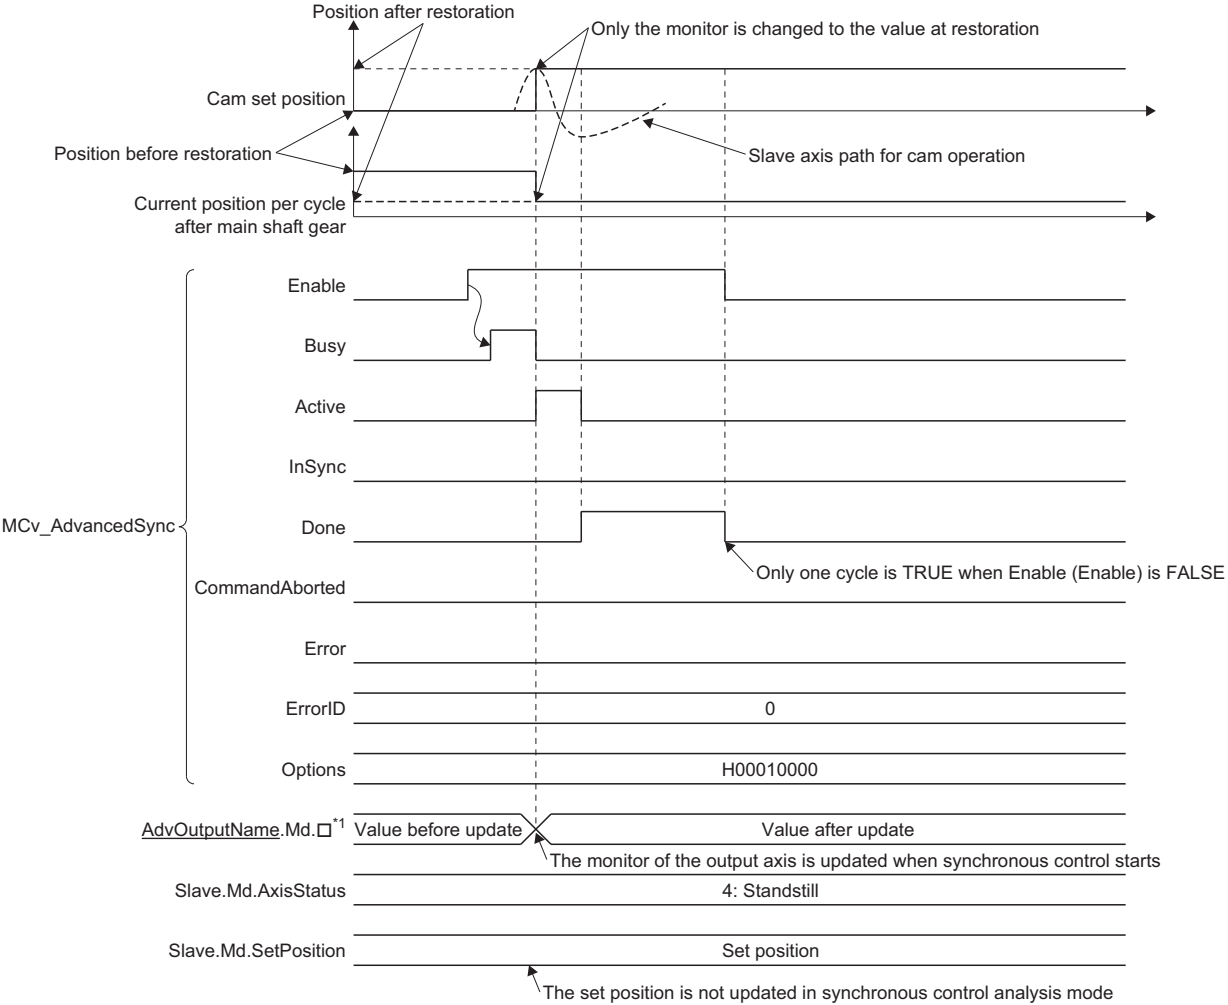 Position after restoration
Only the monitor is changed to the value at restoration
Cam set position
Position before restoration
Slave axis path for cam operation
Current position per cycle
after main shaft gear
Enable
Busy
Active
InSync
MCv_AdvancedSync
Done
Only one cycle is TRUE when Enable (Enable) is FALSE
CommandAborted
Error
ErrorID
0
Options
H00010000
AdvOutputName.Md.□*1
Value before update
Value after update
The monitor of the output axis is updated when synchronous control starts
Slave.Md.AxisStatus
4: Standstill
Slave.Md.SetPosition
Set position
The set position is not updated in synchronous control analysis mode